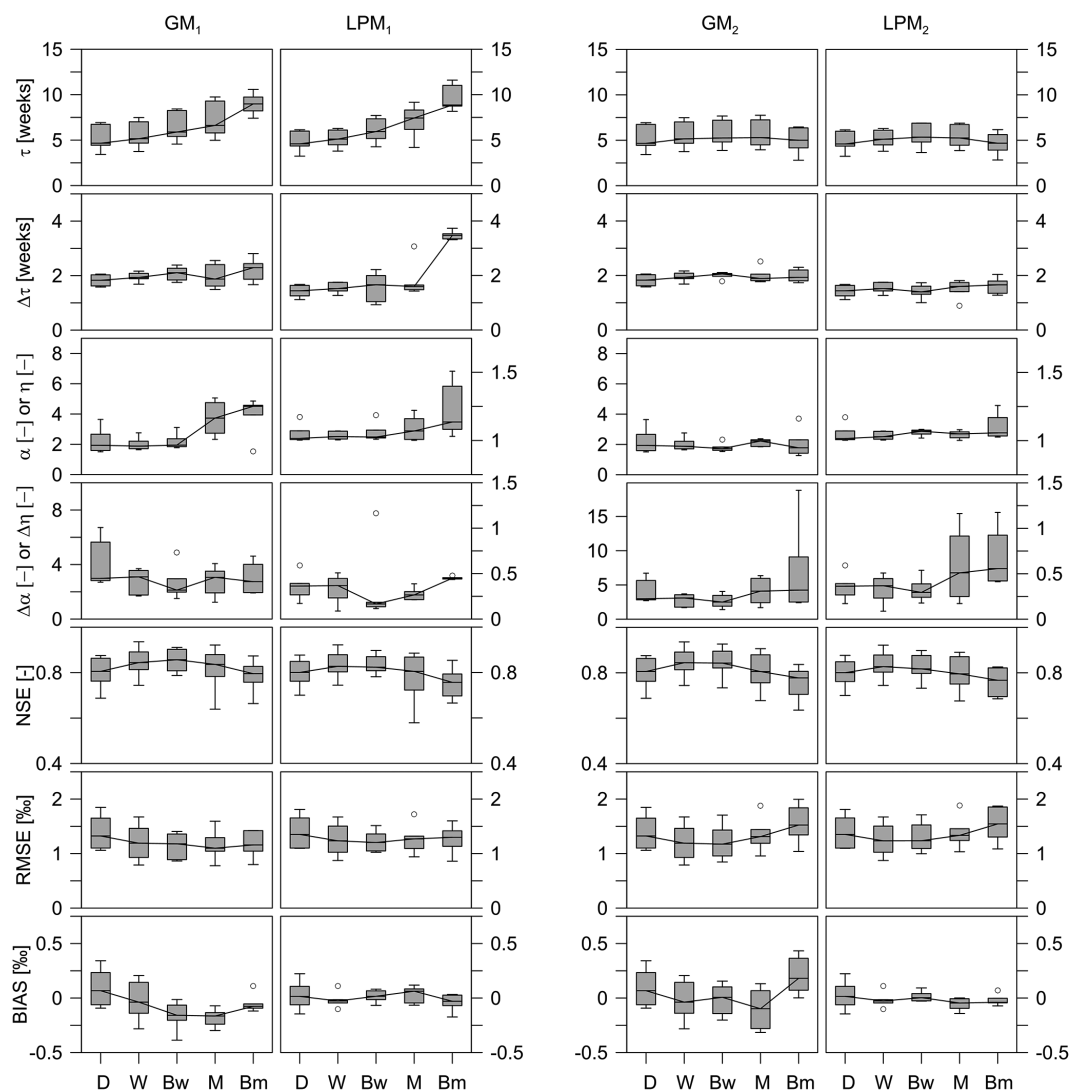 GM₁ LPM₁ GM₂ LPM₂
15 15 15 15
10 10 10 10
5 5 5 5
0 0 0 0
τ [weeks]
4 4 4 4
2 2 2 2
0 0 0 0
Δτ [weeks]
8 1.5 8 1.5
6 6
4 1 4 1
2 2
0 0
α [−] or η [−]
8 1.5 15 1.5
1 10 1
4 0.5 5 0.5
0 0 0 0
Δα [−] or Δη [−]
0.8 0.8 0.8 0.8
0.4 0.4 0.4 0.4
NSE [-]
2 2 2 2
1 1 1 1
0 0 0 0
RMSE [‰]
0.5 0.5 0.5 0.5
0 0 0 0
-0.5 -0.5 -0.5 -0.5
BIAS [‰]
D W Bw M Bm D W Bw M Bm D W Bw M Bm D W Bw M Bm